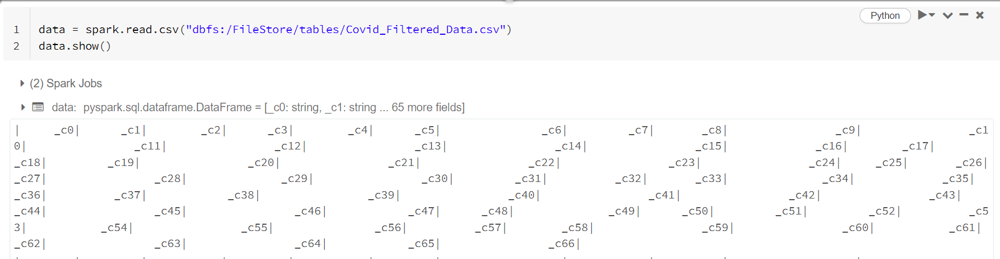 Python
1 data = spark.read.csv("dbfs:/FileStore/tables/Covid_Filtered_Data.csv")
2 data.show()
(2) Spark Jobs
data: pyspark.sql.dataframe.DataFrame = [_c0: string, _c1: string ... 65 more fields]
| _c0| _c1| _c2| _c3| _c4| _c5| _c6| _c7| _c8| _c9| _c1
0| _c11| _c12| _c13| _c14| _c15| _c16| _c17|
_c18| _c19| _c20| _c21| _c22| _c23| _c24| _c25| _c26|
_c27| _c28| _c29| _c30| _c31| _c32| _c33| _c34| _c35|
_c36| _c37| _c38| _c39| _c40| _c41| _c42| _c43|
_c44| _c45| _c46| _c47| _c48| _c49| _c50| _c51| _c52| _c5
3| _c54| _c55| _c56| _c57| _c58| _c59| _c60| _c61|
_c62| _c63| _c64| _c65| _c66|